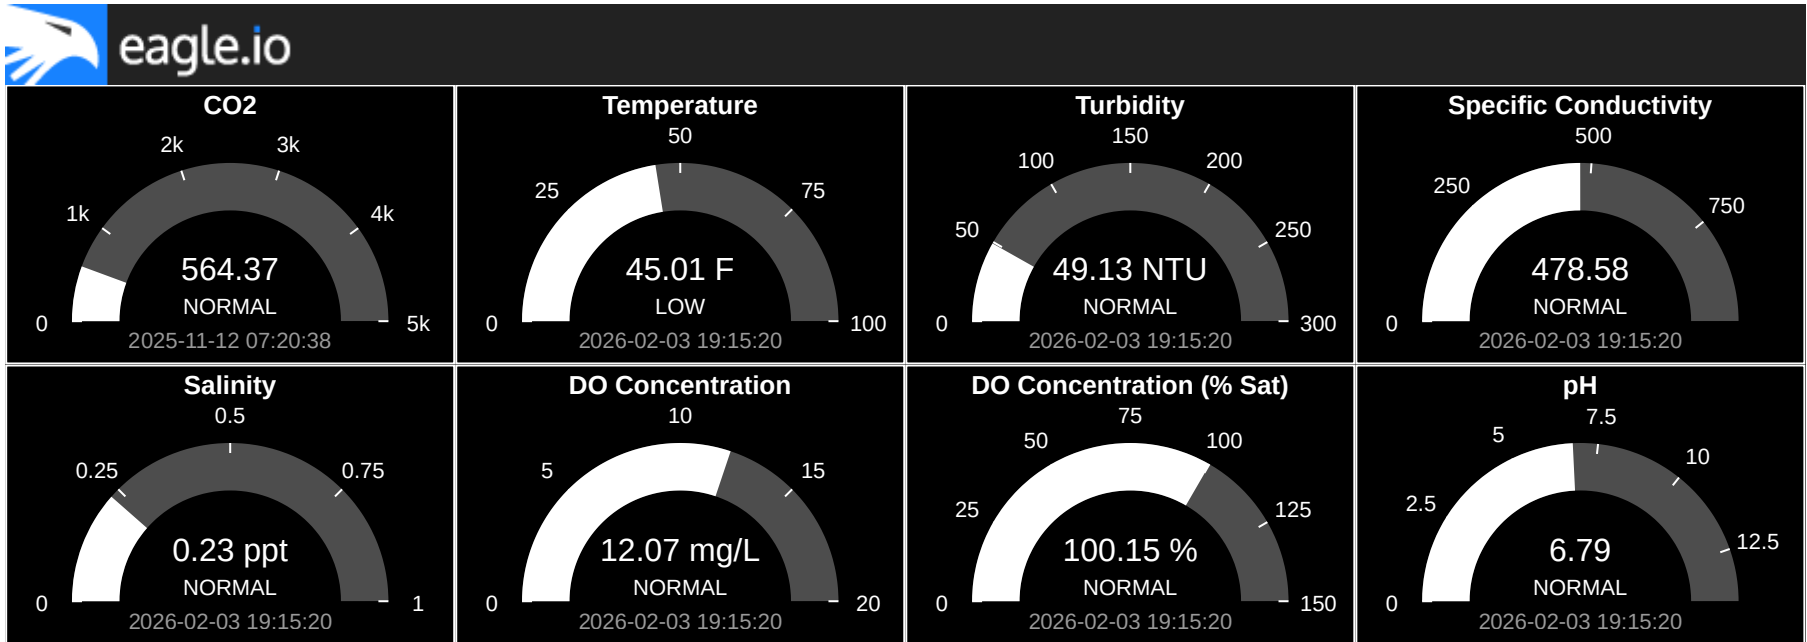 eagle.io
CO2
2k
3k
1k
4k
0
5k
564.37
NORMAL
2025-11-12 07:20:38
Temperature
50
25
75
0
100
45.01 F
LOW
2026-02-03 19:15:20
Turbidity
150
100
200
50
250
0
300
49.13 NTU
NORMAL
2026-02-03 19:15:20
Specific Conductivity
500
250
750
0
478.58
NORMAL
2026-02-03 19:15:20
Salinity
0.5
0.25
0.75
0
1
0.23 ppt
NORMAL
2026-02-03 19:15:20
DO Concentration
10
5
15
0
20
12.07 mg/L
NORMAL
2026-02-03 19:15:20
DO Concentration (% Sat)
75
50
100
25
125
0
150
100.15 %
NORMAL
2026-02-03 19:15:20
pH
7.5
5
10
2.5
12.5
0
6.79
NORMAL
2026-02-03 19:15:20